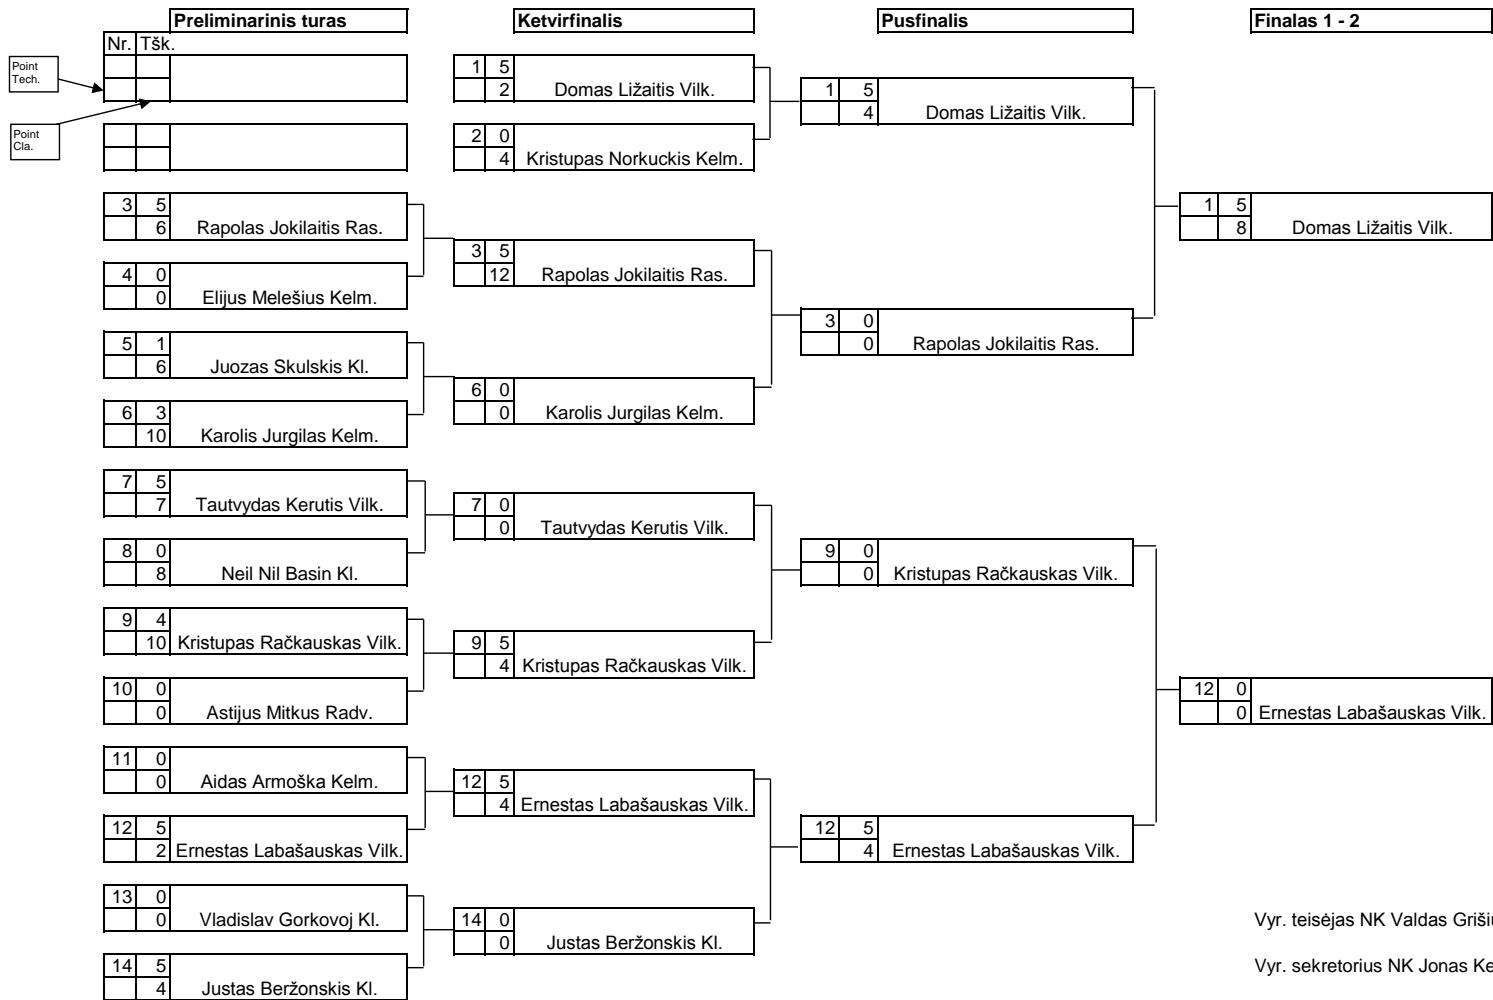 Preliminarinis turas Ketvirfinalis Pusfinalis Finalas 1 - 2
Nr. Tšk.
Point
Tech.
Point
Cla.
3 5
6 Rapolas Jokilaitis Ras.
4 0
0 Elijus Melešius Kelm.
5 1
6 Juozas Skulskis Kl.
6 3
10 Karolis Jurgilas Kelm.
7 5
7 Tautvydas Kerutis Vilk.
8 0
8 Neil Nil Basin Kl.
9 4
10 Kristupas Račkauskas Vilk.
10 0
0 Astijus Mitkus Radv.
11 0
0 Aidas Armoška Kelm.
12 5
2 Ernestas Labašauskas Vilk.
13 0
0 Vladislav Gorkovoj Kl.
14 5
4 Justas Beržonskis Kl.
1 5
2 Domas Ližaitis Vilk.
2 0
4 Kristupas Norkuckis Kelm.
3 5
12 Rapolas Jokilaitis Ras.
6 0
0 Karolis Jurgilas Kelm.
7 0
0 Tautvydas Kerutis Vilk.
9 5
4 Kristupas Račkauskas Vilk.
12 5
4 Ernestas Labašauskas Vilk.
14 0
0 Justas Beržonskis Kl.
1 5
4 Domas Ližaitis Vilk.
3 0
0 Rapolas Jokilaitis Ras.
9 0
0 Kristupas Račkauskas Vilk.
12 5
4 Ernestas Labašauskas Vilk.
1 5
8 Domas Ližaitis Vilk.
12 0
0 Ernestas Labašauskas Vilk.
Vyr. teisėjas NK Valdas
Vyr. sekretorius NK Jonas